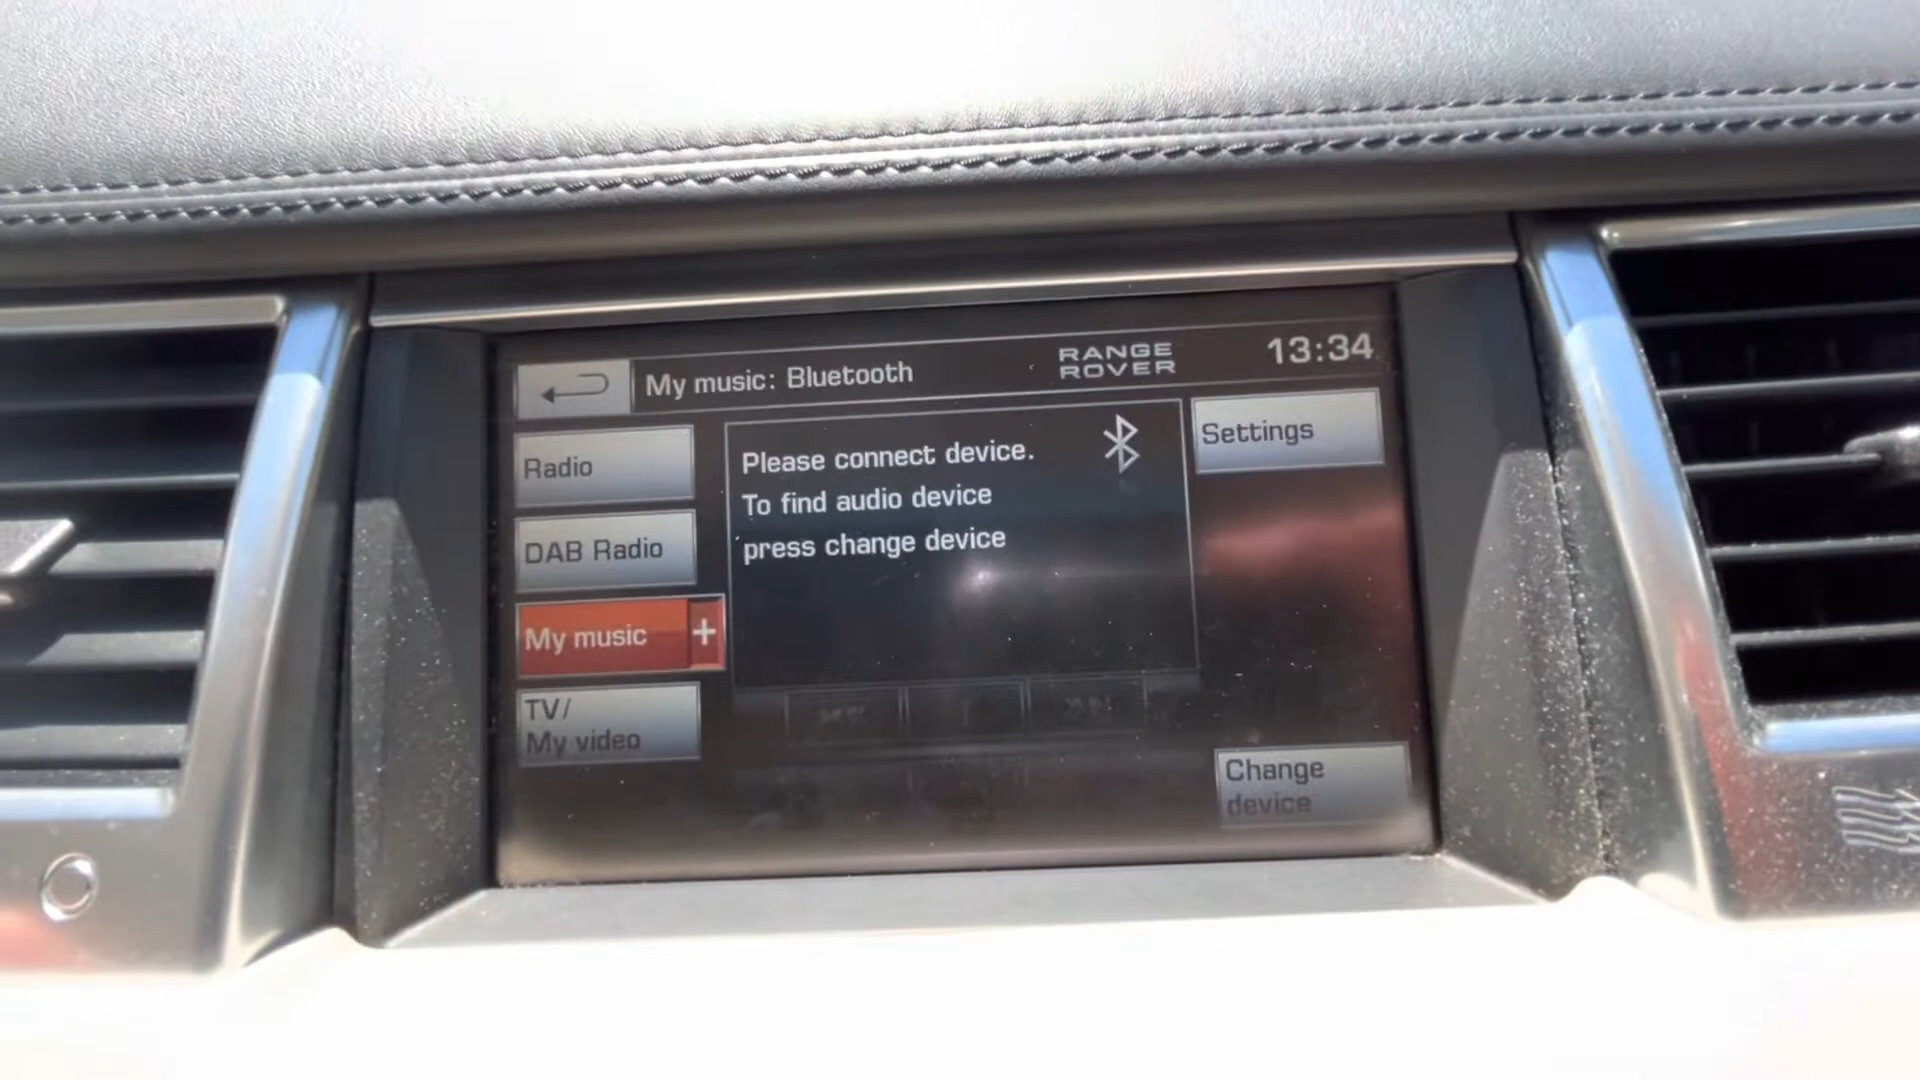 My music: Bluetooth
RANGE
ROVER
13:34
Radio
DAB Radio
My music +
TV/
My video
Please connect device.
To find audio device
press change device
Settings
Change
device